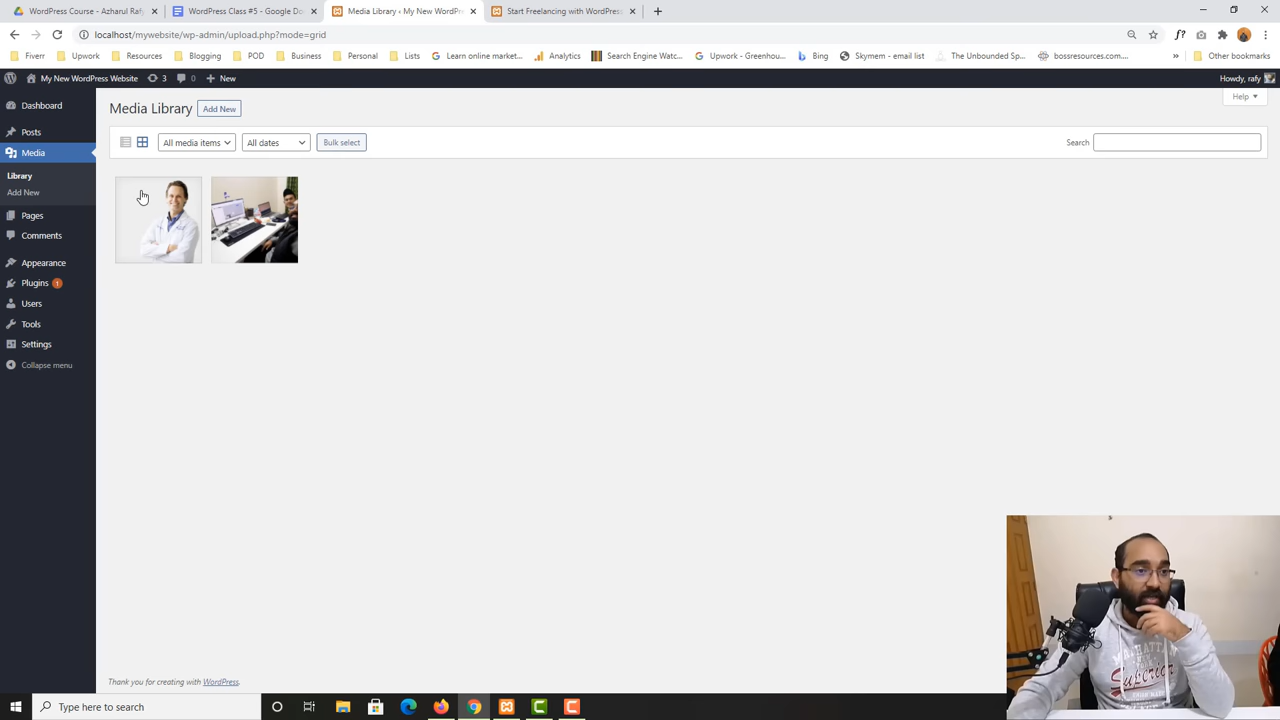 WordPress Course - Azharul Rafy
WordPress Class #5 - Google Do
Media Library ‹ My New WordPre
Start Freelancing with WordPress
localhost/mywebsite/wp-admin/upload.php?mode=grid
Fiverr
Upwork
Resources
Blogging
POD
Business
Personal
Lists
Learn online market...
Analytics
Search Engine Watc...
Upwork - Greenhou...
Bing
Skymem - email list
The Unbounded Sp...
bossresources.com...
»
Other bookmarks
My New WordPress Website
3
0
+ New
Howdy, rafy
Dashboard
Posts
Media
Library
Add New
Pages
Comments
Appearance
Plugins 1
Users
Tools
Settings
Collapse menu
Help
Media Library
Add New
All media items
All dates
Bulk select
Search
Thank you for creating with WordPress.
MANHATTAN
Superior
Type here to search